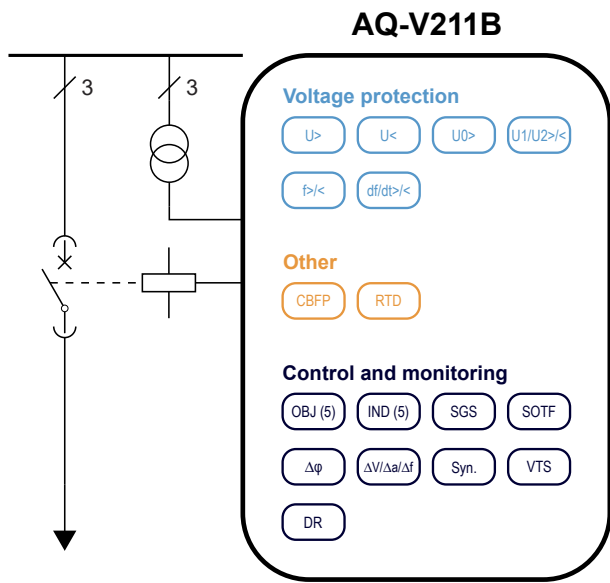 AQ-V211B
3
3
Voltage protection
U>
U<
U0>
U1/U2>/<
f>/<
df/dt>/<
Other
CBFP
RTD
Control and monitoring
OBJ (5)
IND (5)
SGS
SOTF
Δφ
ΔV/Δa/Δf
Syn.
VTS
DR